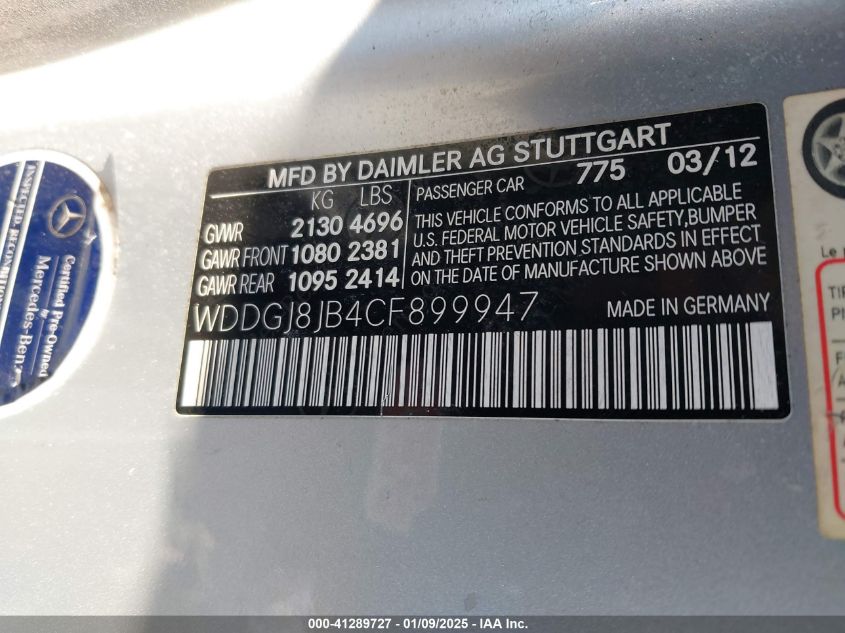 MFD BY DAIMLER AG STUTTGART
775 03/12
KG LBS
GVWR 2130 4696
GAWR FRONT 1080 2381
GAWR REAR 1095 2414
PASSENGER CAR
THIS VEHICLE CONFORMS TO ALL APPLICABLE
U.S. FEDERAL MOTOR VEHICLE SAFETY,BUMPER
AND THEFT PREVENTION STANDARDS IN EFFECT
ON THE DATE OF MANUFACTURE SHOWN ABOVE
WDDGJ8JB4CF899947
MADE IN GERMANY
Certified Pre-Owned
Mercedes-Benz
INSPECTED.
Le
000-41289727 - 01/09/2025 - IAA Inc.